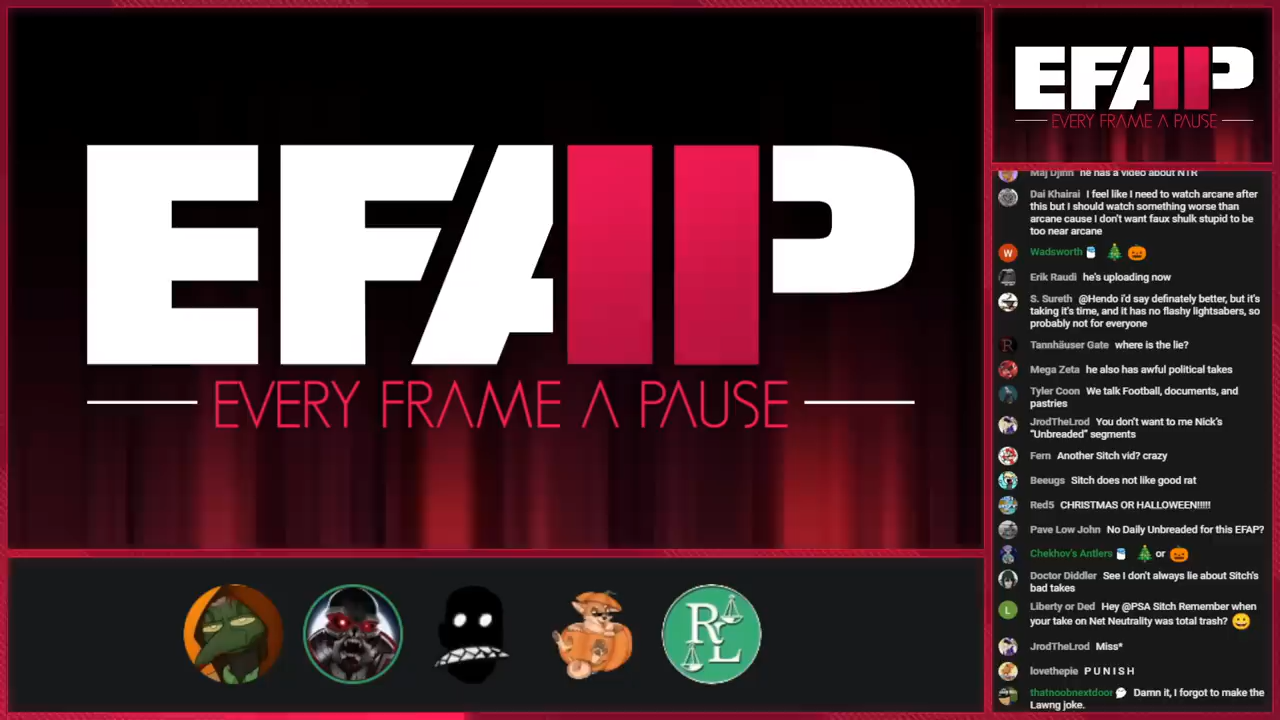 EFAP
EVERY FRAME A PAUSE
EFAP
EVERY FRAME A PAUSE
Maj Djinn he has a video about NTR
Dai Khairai I feel like I need to watch arcane after
this but I should watch something worse than
arcane cause I don't want faux shulk stupid to be
too near arcane
W Wadsworth
Erik Raudi he's uploading now
S. Sureth @Hendo i'd say definately better, but it's
taking it's time, and it has no flashy lightsabers, so
probably not for everyone
R Tannhäuser Gate where is the lie?
Mega Zeta he also has awful political takes
Tyler Coon We talk Football, documents, and
pastries
JrodTheLrod You don't want to me Nick's
“Unbreaded” segments
Fern Another Sitch vid? crazy
Beeugs Sitch does not like good rat
Red5 CHRISTMAS OR HALLOWEEN!!!!!
Pave Low John No Daily Unbreaded for this EFAP?
Chekhov's Antlers or
Doctor Diddler See I don't always lie about Sitch's
bad takes
L Liberty or Ded Hey @PSA Sitch Remember when
your take on Net Neutrality was total trash?
JrodTheLrod Miss*
lovethepie P U N I S H
thatnoobnextdoor Damn it, I forgot to make the
Lawng joke.
R L